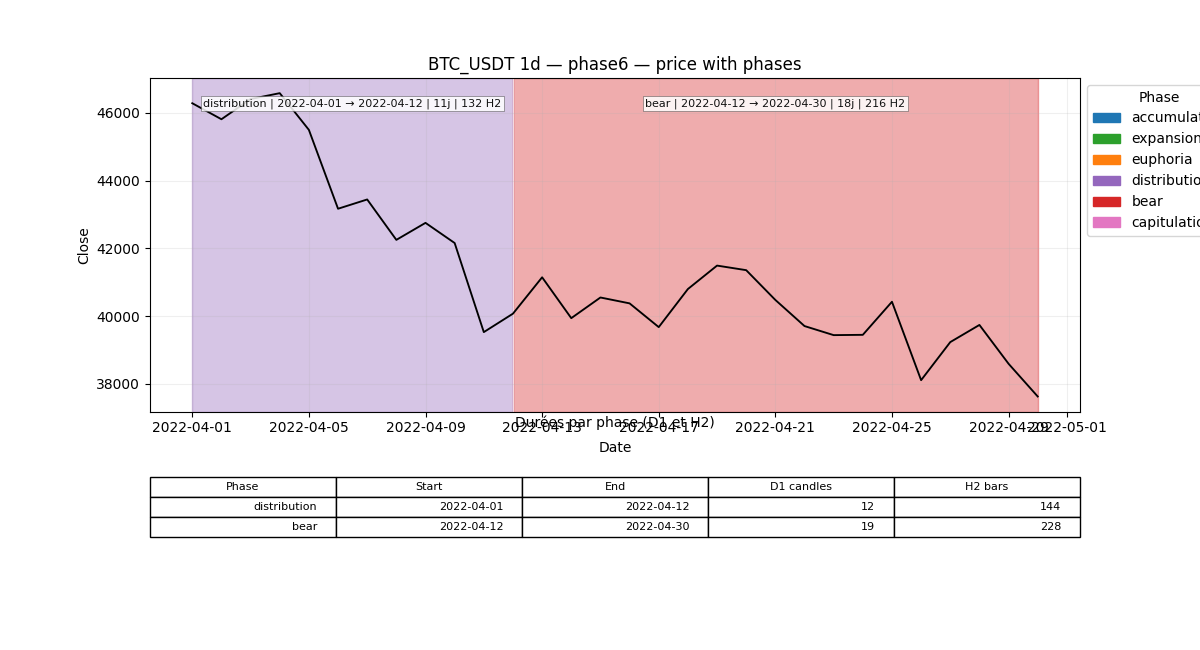 BTC_USDT 1d — phase6 — price with phases
distribution | 2022-04-01 → 2022-04-12 | 11j | 132 H2
bear | 2022-04-12 → 2022-04-30 | 18j | 216 H2
Phase
accumulat
expansion
euphoria
distributio
bear
capitulatio
Close
46000
44000
42000
40000
38000
2022-04-01 2022-04-05 2022-04-09 2022-04-13 2022-04-17 2022-04-21 2022-04-25 2022-04-29 2022-05-01
Durées par phase (D1 et H2)
Date
Phase Start End D1 candles H2 bars
distribution 2022-04-01 2022-04-12 12 144
bear 2022-04-12 2022-04-30 19 228